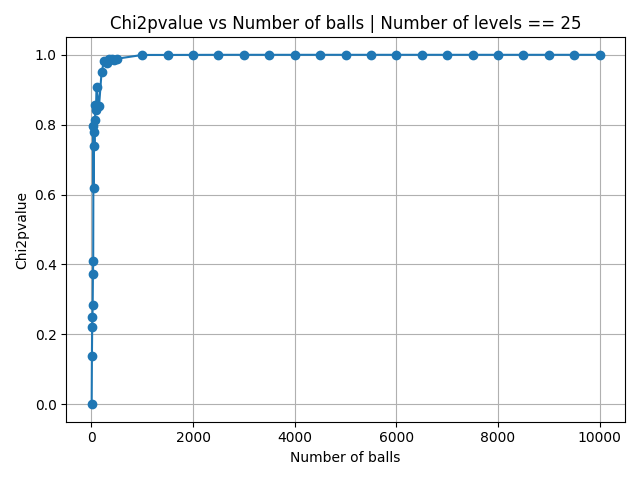 Chi2pvalue vs Number of balls | Number of levels == 25
1.0
0.8
0.6
0.4
0.2
0.0
Chi2pvalue
0 2000 4000 6000 8000 10000
Number of balls